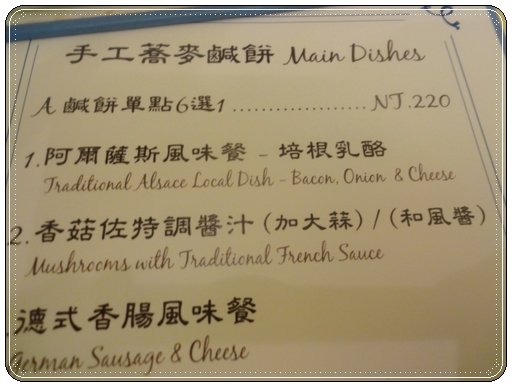 手工蕎麥鹹餅 Main Dishes
A 鹹餅單點6選1 .................... NT.220
1. 阿爾薩斯風味餐 - 培根乳酪
Traditional Alsace Local Dish - Bacon, Onion & Cheese
2. 香菇佐特調醬汁 (加大蒜) / (和風醬)
Mushrooms with Traditional French Sauce
德式香腸風味餐
German Sausage & Cheese